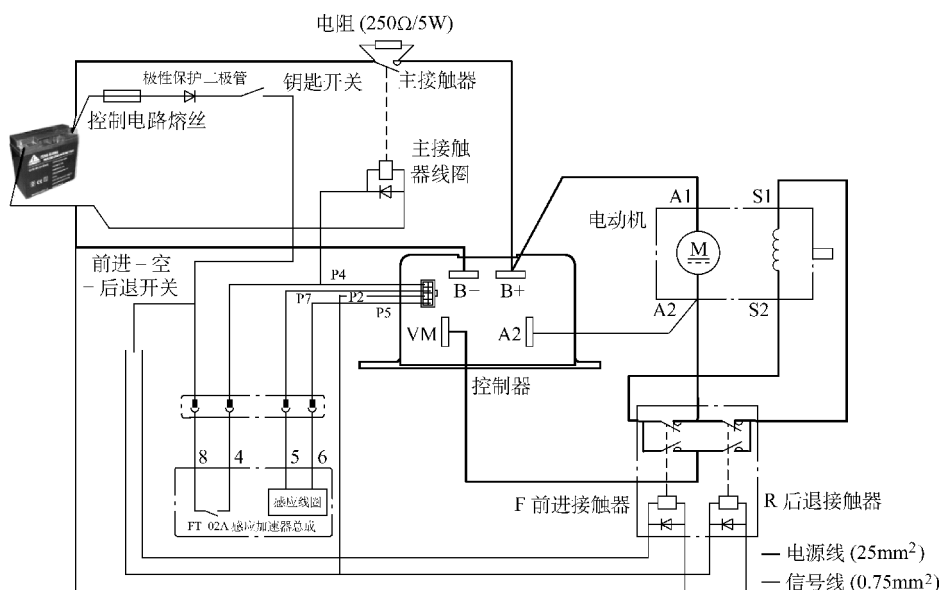 电阻 (250Ω/5W)
极性保护二极管
钥匙开关
主接触器
控制电路熔丝
主接触
器线圈
A1
S1
电动机
M
前进－空
－后退开关
P4
P7
P2
P5
B－
B+
A2
S2
VM
A2
控制器
8
4
5
6
感应线圈
FT 02A 感应加速器总成
F 前进接触器
R 后退接触器
电源线 (25mm²)
信号线 (0.75mm²)